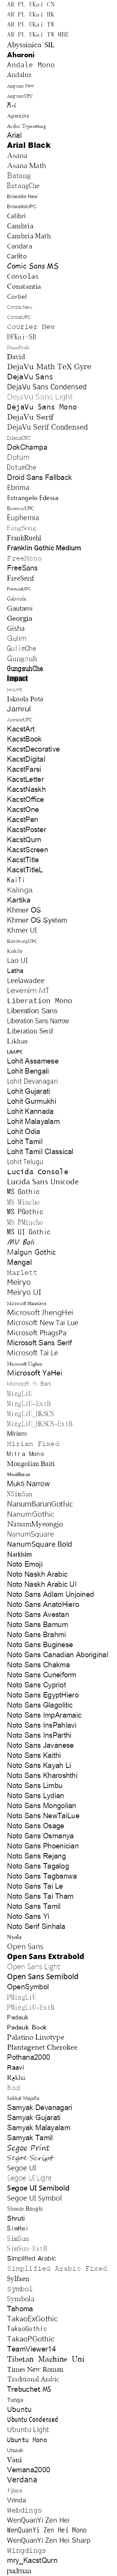 AR PL UKai CN
AR PL UKai HK
AR PL UKai TW
AR PL UKai TW MBE
Abyssinica SIL
Aharoni
Andale Mono
Andalus
Angsana New
AngsanaUPC
Arabic Typesetting
Arial
Arial Black
Asana
Asana Math
Batang
BatangChe
Browallia New
BrowalliaUPC
Calibri
Cambria
Cambria Math
Candara
Carlito
Comic Sans MS
Consolas
Constantia
Corbel
Cordia New
CordiaUPC
Courier New
DFKai-SB
DaunPenh
David
DejaVu Math TeX Gyre
DejaVu Sans
DejaVu Sans Condensed
DejaVu Sans Light
DejaVu Sans Mono
DejaVu Serif
DejaVu Serif Condensed
DilleniaUPC
DokChampa
Dotum
DotumChe
Droid Sans Fallback
Ebrima
Estrangelo Edessa
EucrosiaUPC
Euphemia
FangSong
FrankRuehl
Franklin Gothic Medium
FreeMono
FreeSans
FreeSerif
FreesiaUPC
Gabriola
Gautami
Georgia
Gisha
Gulim
GulimChe
Gungsuh
GungsuhChe
Impact
IrisUPC
Iskoola Pota
Jamrul
JasmineUPC
KacstArt
KacstBook
KacstDecorative
KacstDigital
KacstFarsi
KacstLetter
KacstNaskh
KacstOffice
KacstOne
KacstPen
KacstPoster
KacstQurn
KacstScreen
KacstTitle
KacstTitleL
KaiTi
Kalinga
Kartika
Khmer OS
Khmer OS System
Khmer UI
KodchiangUPC
Kokila
Lao UI
Latha
Leelawadee
Levenim MT
Liberation Mono
Liberation Sans
Liberation Sans Narrow
Liberation Serif
Likhan
LilyUPC
Lohit Assamese
Lohit Bengali
Lohit Devanagari
Lohit Gujarati
Lohit Gurmukhi
Lohit Kannada
Lohit Malayalam
Lohit Odia
Lohit Tamil
Lohit Tamil Classical
Lohit Telugu
Lucida Console
Lucida Sans Unicode
MS Gothic
MS Mincho
MS PGothic
MS PMincho
MS UI Gothic
MV Boli
Malgun Gothic
Mangal
Marlett
Meiryo
Meiryo UI
Microsoft Himalaya
Microsoft JhengHei
Microsoft New Tai Lue
Microsoft PhagsPa
Microsoft Sans Serif
Microsoft Tai Le
Microsoft Uighur
Microsoft YaHei
Microsoft Yi Baiti
MingLiU
MingLiU-ExtB
MingLiU_HKSCS
MingLiU_HKSCS-ExtB
Miriam
Miriam Fixed
Mitra Mono
Mongolian Baiti
MoolBoran
Mukti Narrow
NSimSun
NanumBarunGothic
NanumGothic
NanumMyeongjo
NanumSquare
NanumSquare Bold
Narkisim
Noto Emoji
Noto Naskh Arabic
Noto Naskh Arabic UI
Noto Sans Adlam Unjoined
Noto Sans AnatoHiero
Noto Sans Avestan
Noto Sans Bamum
Noto Sans Brahmi
Noto Sans Buginese
Noto Sans Canadian Aboriginal
Noto Sans Chakma
Noto Sans Cuneiform
Noto Sans Cypriot
Noto Sans EgyptHiero
Noto Sans Glagolitic
Noto Sans ImpAramaic
Noto Sans InsPahlavi
Noto Sans InsParthi
Noto Sans Javanese
Noto Sans Kaithi
Noto Sans Kayah Li
Noto Sans Kharoshthi
Noto Sans Limbu
Noto Sans Lydian
Noto Sans Mongolian
Noto Sans NewTaiLue
Noto Sans Osage
Noto Sans Osmanya
Noto Sans Phoenician
Noto Sans Rejang
Noto Sans Tagalog
Noto Sans Tagbanwa
Noto Sans Tai Le
Noto Sans Tai Tham
Noto Sans Tamil
Noto Sans Yi
Noto Serif Sinhala
Nyala
Open Sans
Open Sans Extrabold
Open Sans Light
Open Sans Semibold
OpenSymbol
PMingLiU
PMingLiU-ExtB
Padauk
Padauk Book
Palatino Linotype
Plantagenet Cherokee
Pothana2000
Raavi
Rekha
Rod
Sakkal Majalla
Samyak Devanagari
Samyak Gujarati
Samyak Malayalam
Samyak Tamil
Segoe Print
Segoe Script
Segoe UI
Segoe UI Light
Segoe UI Semibold
Segoe UI Symbol
Shonar Bangla
Shruti
SimHei
SimSun
SimSun-ExtB
Simplified Arabic
Simplified Arabic Fixed
Sylfaen
Symbol
Symbola
Tahoma
TakaoExGothic
TakaoGothic
TakaoPGothic
TeamViewer14
Tibetan Machine Uni
Times New Roman
Traditional Arabic
Trebuchet MS
Tunga
Ubuntu
Ubuntu Condensed
Ubuntu Light
Ubuntu Mono
Utsaah
Vani
Vemana2000
Verdana
Vijaya
Vrinda
Webdings
WenQuanYi Zen Hei
WenQuanYi Zen Hei Mono
WenQuanYi Zen Hei Sharp
Wingdings
mry_KacstQurn
padmaa